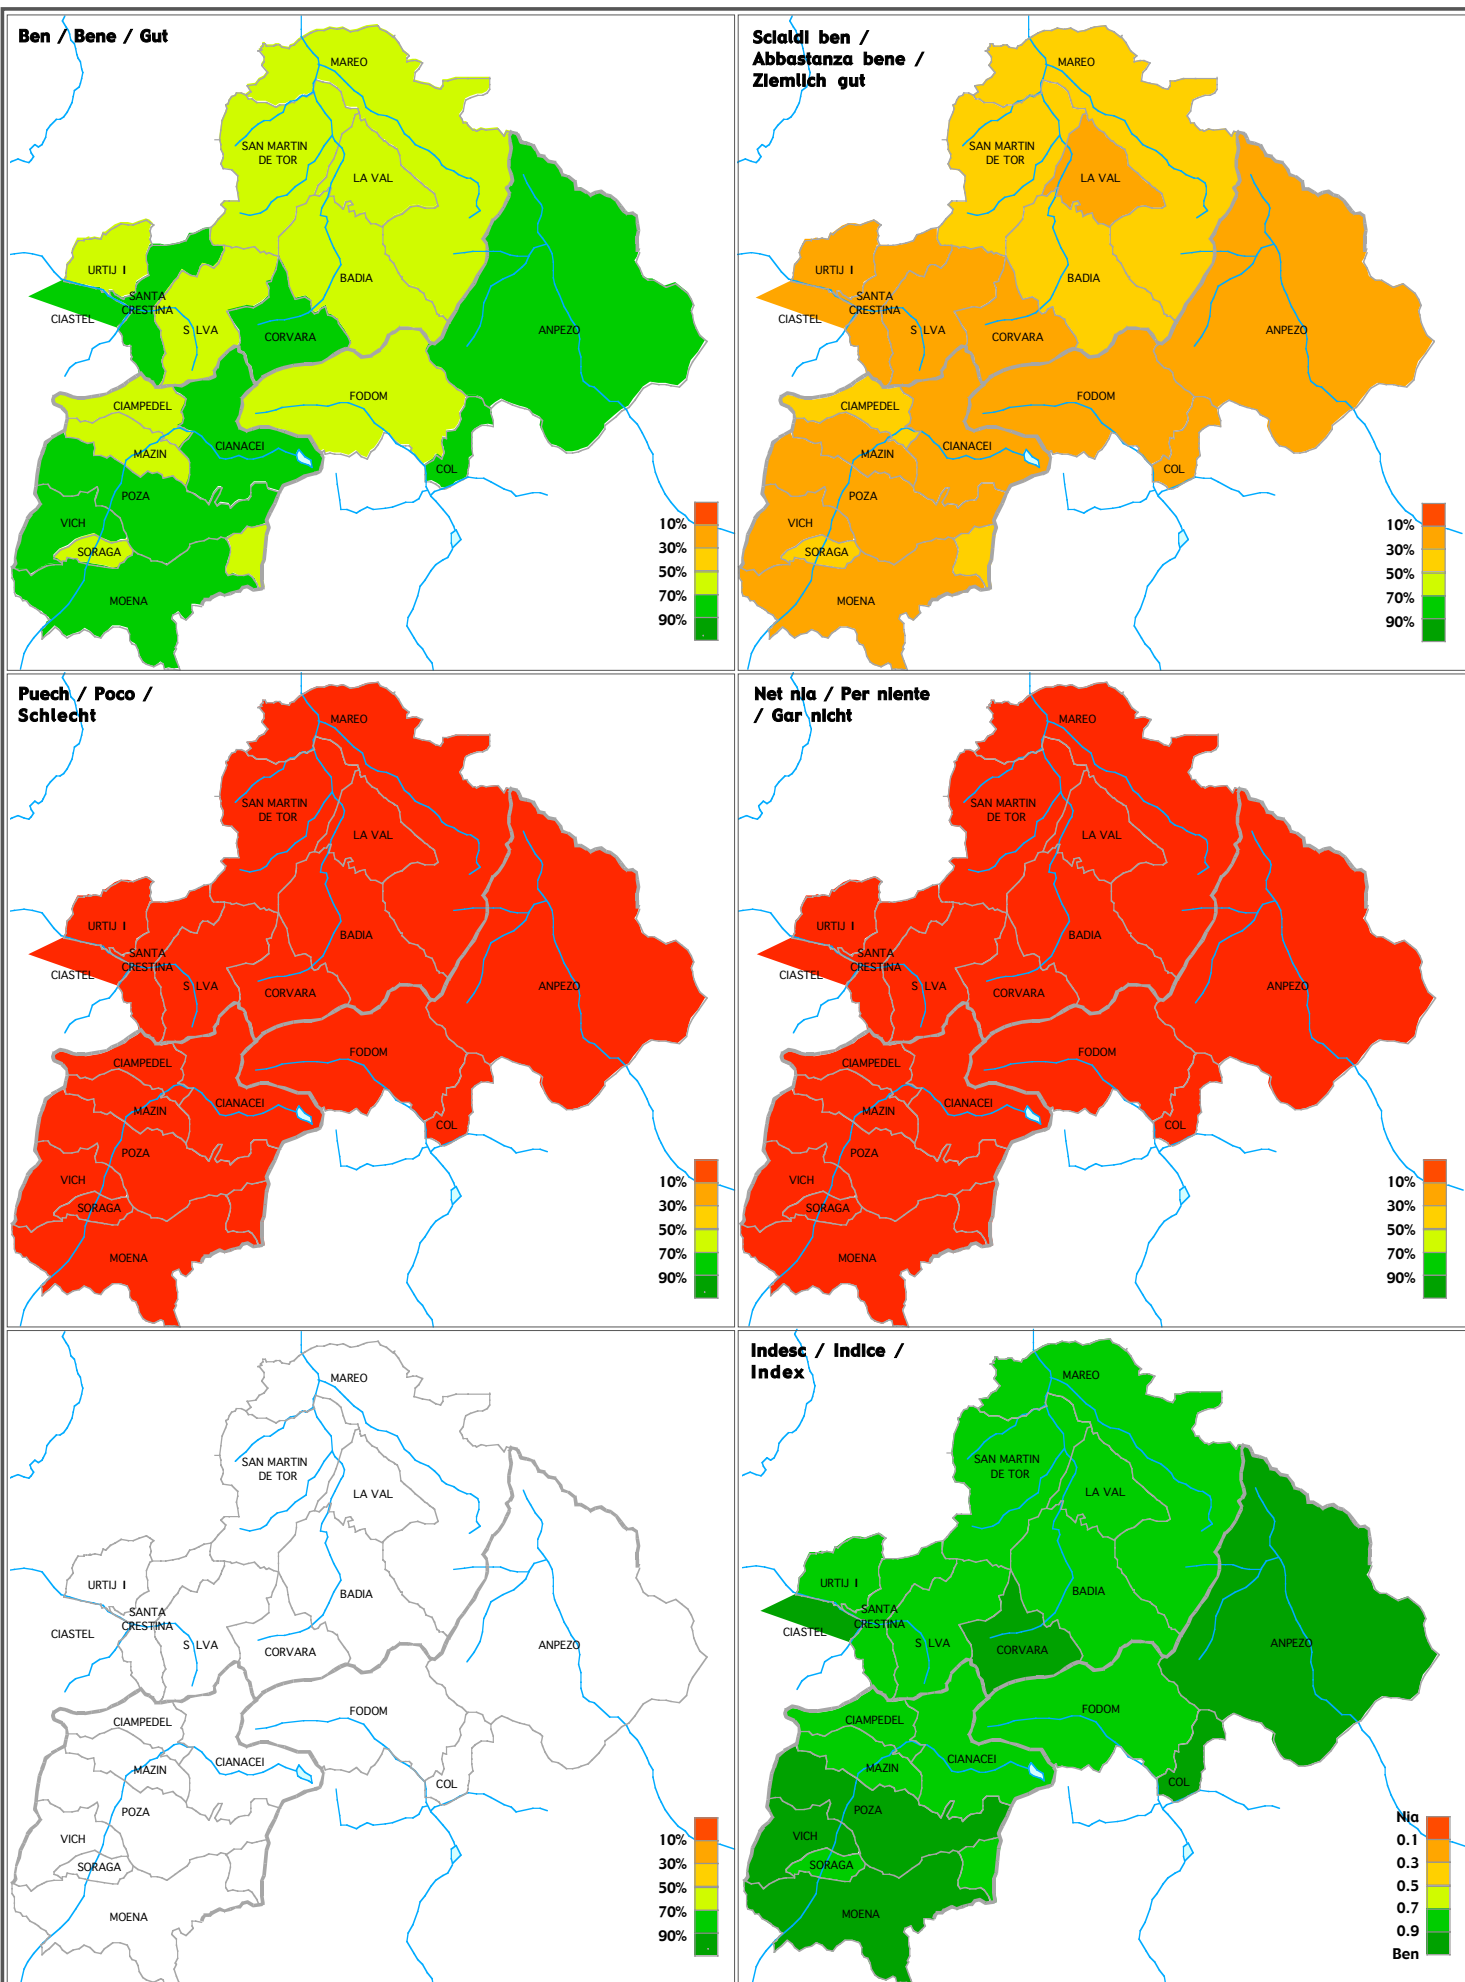 Ben / Bene / Gut
MAREO
SAN MARTIN
DE TOR
LA VAL
URTIJ I
SANTA
CRESTINA
CIASTEL
S LVA
BADIA
CORVARA
ANPEZO
FODOM
CIAMPEDEL
CIANACEI
MAZIN
COL
POZA
VICH
SORAGA
MOENA
10%
30%
50%
70%
90%
Scialdi ben /
Abbastanza bene /
Ziemlich gut
MAREO
SAN MARTIN
DE TOR
LA VAL
URTIJ I
SANTA
CRESTINA
CIASTEL
S LVA
BADIA
CORVARA
ANPEZO
FODOM
CIAMPEDEL
CIANACEI
MAZIN
COL
POZA
VICH
SORAGA
MOENA
10%
30%
50%
70%
90%
Puech / Poco /
Schlecht
MAREO
SAN MARTIN
DE TOR
LA VAL
URTIJ I
SANTA
CRESTINA
CIASTEL
S LVA
BADIA
CORVARA
ANPEZO
FODOM
CIAMPEDEL
CIANACEI
MAZIN
COL
POZA
VICH
SORAGA
MOENA
10%
30%
50%
70%
90%
Net nia / Per niente
/ Gar nicht
MAREO
SAN MARTIN
DE TOR
LA VAL
URTIJ I
SANTA
CRESTINA
CIASTEL
S LVA
BADIA
CORVARA
ANPEZO
FODOM
CIAMPEDEL
CIANACEI
MAZIN
COL
POZA
VICH
SORAGA
MOENA
10%
30%
50%
70%
90%
MAREO
SAN MARTIN
DE TOR
LA VAL
URTIJ I
SANTA
CRESTINA
CIASTEL
S LVA
BADIA
CORVARA
ANPEZO
FODOM
CIAMPEDEL
CIANACEI
MAZIN
COL
POZA
VICH
SORAGA
MOENA
10%
30%
50%
70%
90%
Indesc / Indice /
Index
MAREO
SAN MARTIN
DE TOR
LA VAL
URTIJ I
SANTA
CRESTINA
CIASTEL
S LVA
BADIA
CORVARA
ANPEZO
FODOM
CIAMPEDEL
CIANACEI
MAZIN
COL
POZA
VICH
SORAGA
MOENA
Nia
0.1
0.3
0.5
0.7
0.9
Ben